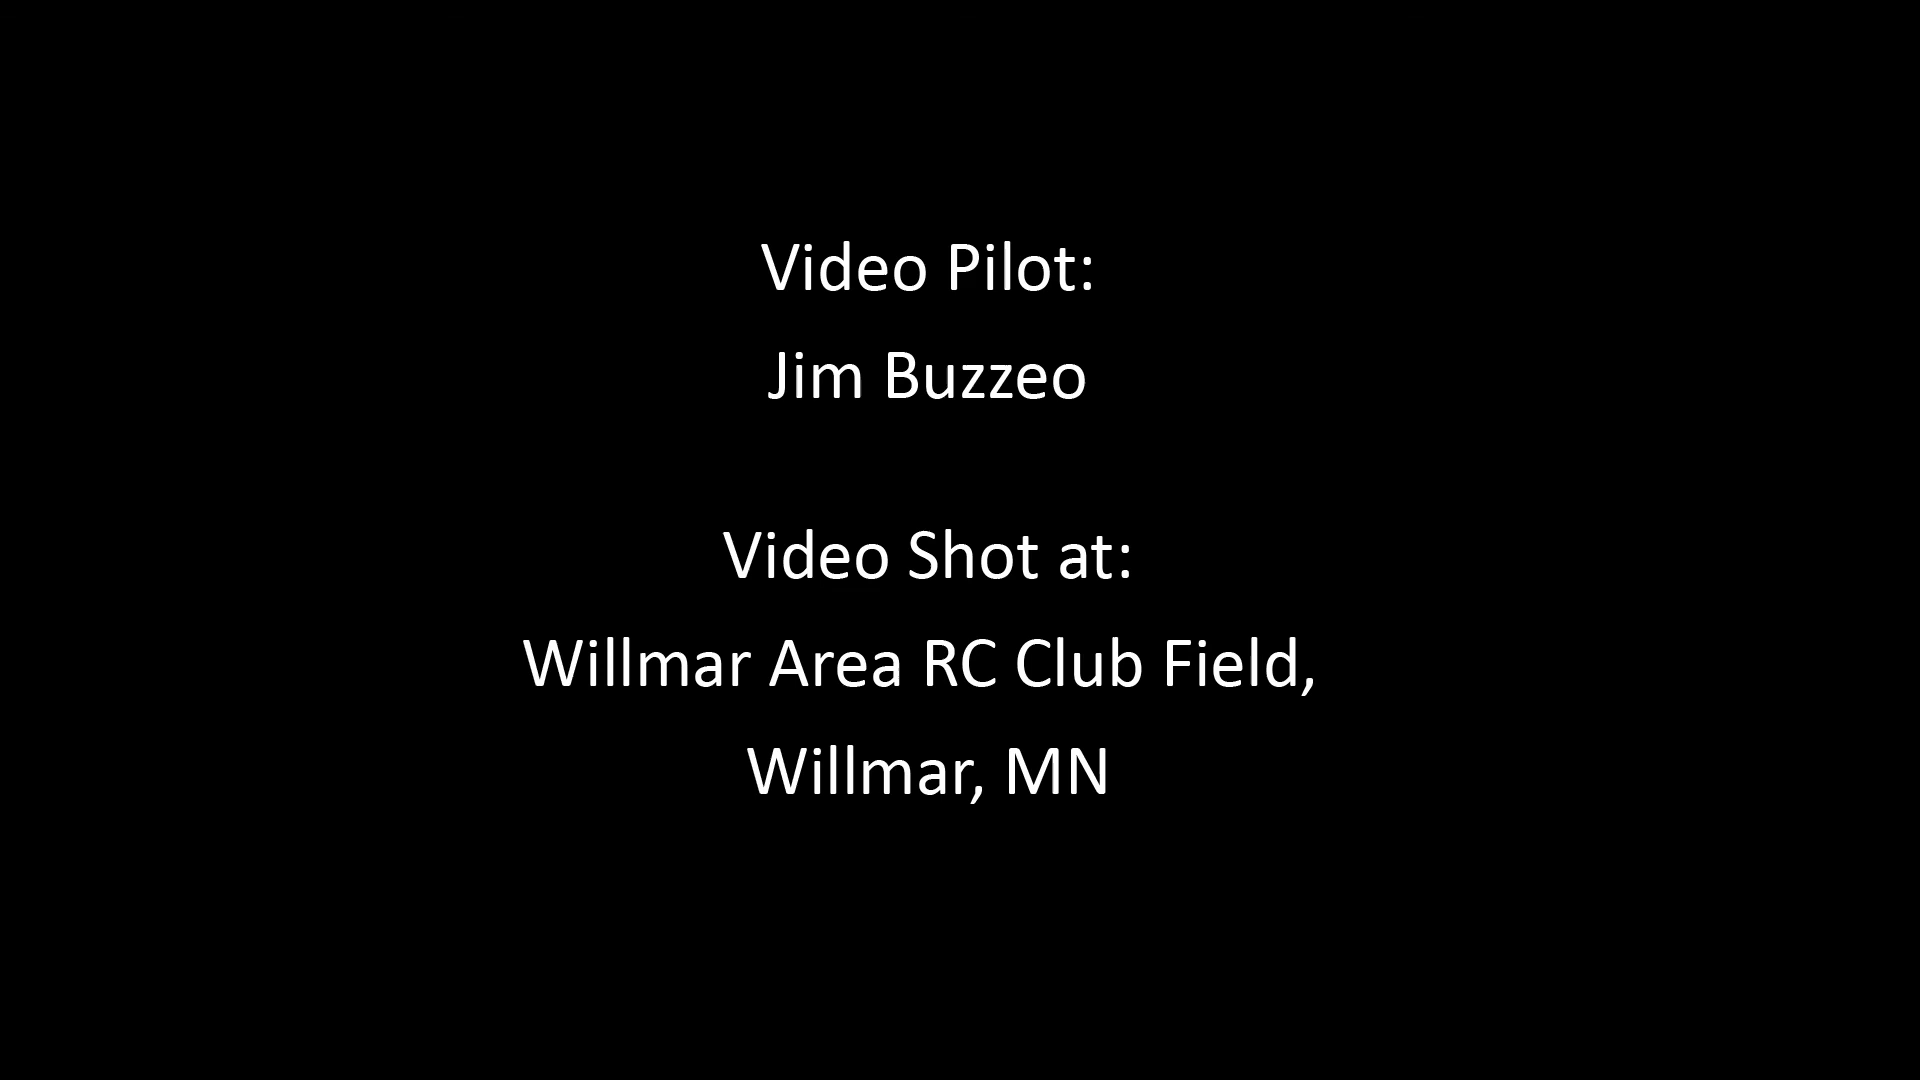 Video Pilot:
Jim Buzzeo
Video Shot at:
Willmar Area RC Club Field,
Willmar, MN